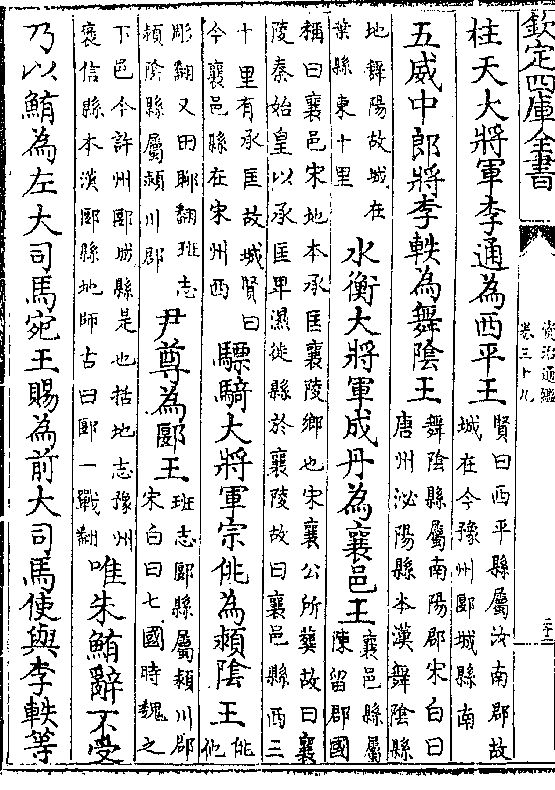 欽定四庫全書
資治通鑑
卷三十九
柱天大將軍李通為西平王賢曰西平縣屬汝南郡故城在今豫州郾城縣南
五威中郎將李軼為舞陰王舞陰縣屬南陽郡宋白曰唐州泌陽縣本漢舞陰縣
地舞陽故城在葉縣東十里水衡大將軍成丹為襄邑王襄邑縣屬陳留郡圈
稱曰襄邑宋地本承匡襄陵鄉也宋襄公所葬故曰襄陵秦始皇以承匡卑濕徙縣於襄陵故曰襄邑縣西三
十里有承匡故城賢曰今襄邑縣在宋州西驃騎大將軍宗佻為潁陰王佻他
彫翻又田聊翻班志潁陰縣屬潁川郡尹尊為郾王班志郾縣屬潁川郡宋白曰七國時魏之
下邑今許州郾城縣是也括地志豫州褒信縣本漢郾縣地師古曰郾一戰翻唯朱鮪辭不受
乃以鮪為左大司馬宛王賜為前大司馬使與李軼等